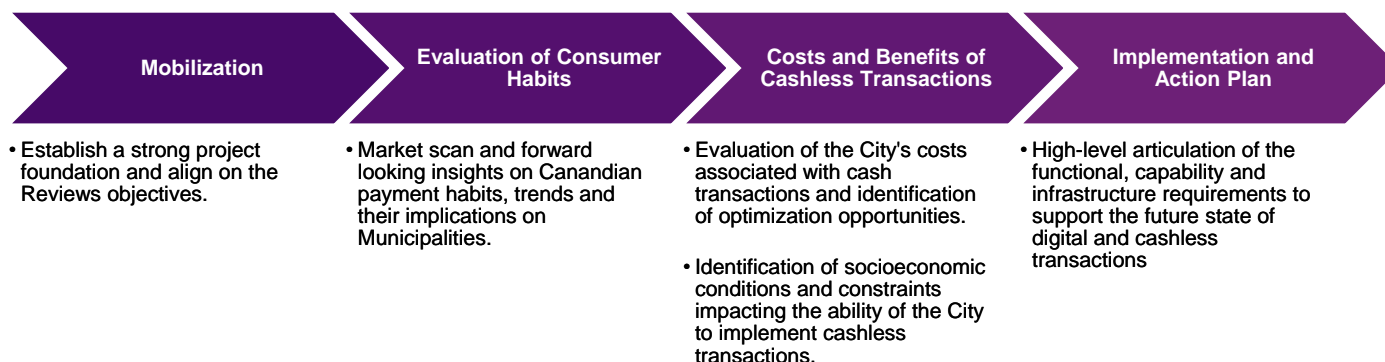 Mobilization
• Establish a strong project
foundation and align on the
Reviews objectives.
Evaluation of Consumer
Habits
• Market scan and forward
looking insights on Canandian
payment habits, trends and
their implications on
Municipalities.
Costs and Benefits of
Cashless Transactions
• Evaluation of the City's costs
associated with cash
transactions and identification
of optimization opportunities.
• Identification of socioeconomic
conditions and constraints
impacting the ability of the City
to implement cashless
transactions.
Implementation and
Action Plan
• High-level articulation of the
functional, capability and
infrastructure requirements to
support the future state of
digital and cashless
transactions